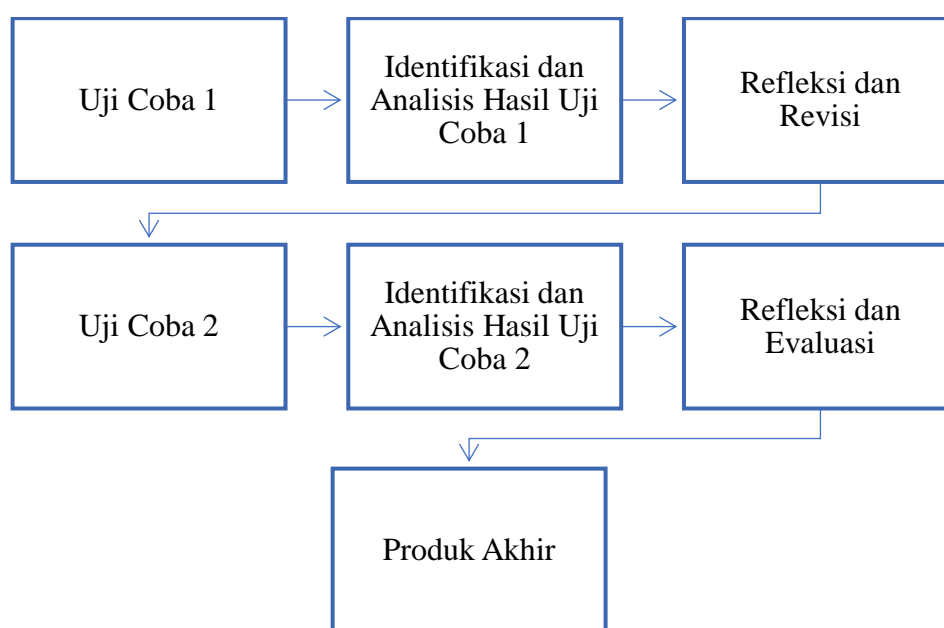 Uji Coba 1
Identifikasi dan
Analisis Hasil Uji
Coba 1
Refleksi dan
Revisi
Uji Coba 2
Identifikasi dan
Analisis Hasil Uji
Coba 2
Refleksi dan
Evaluasi
Produk Akhir